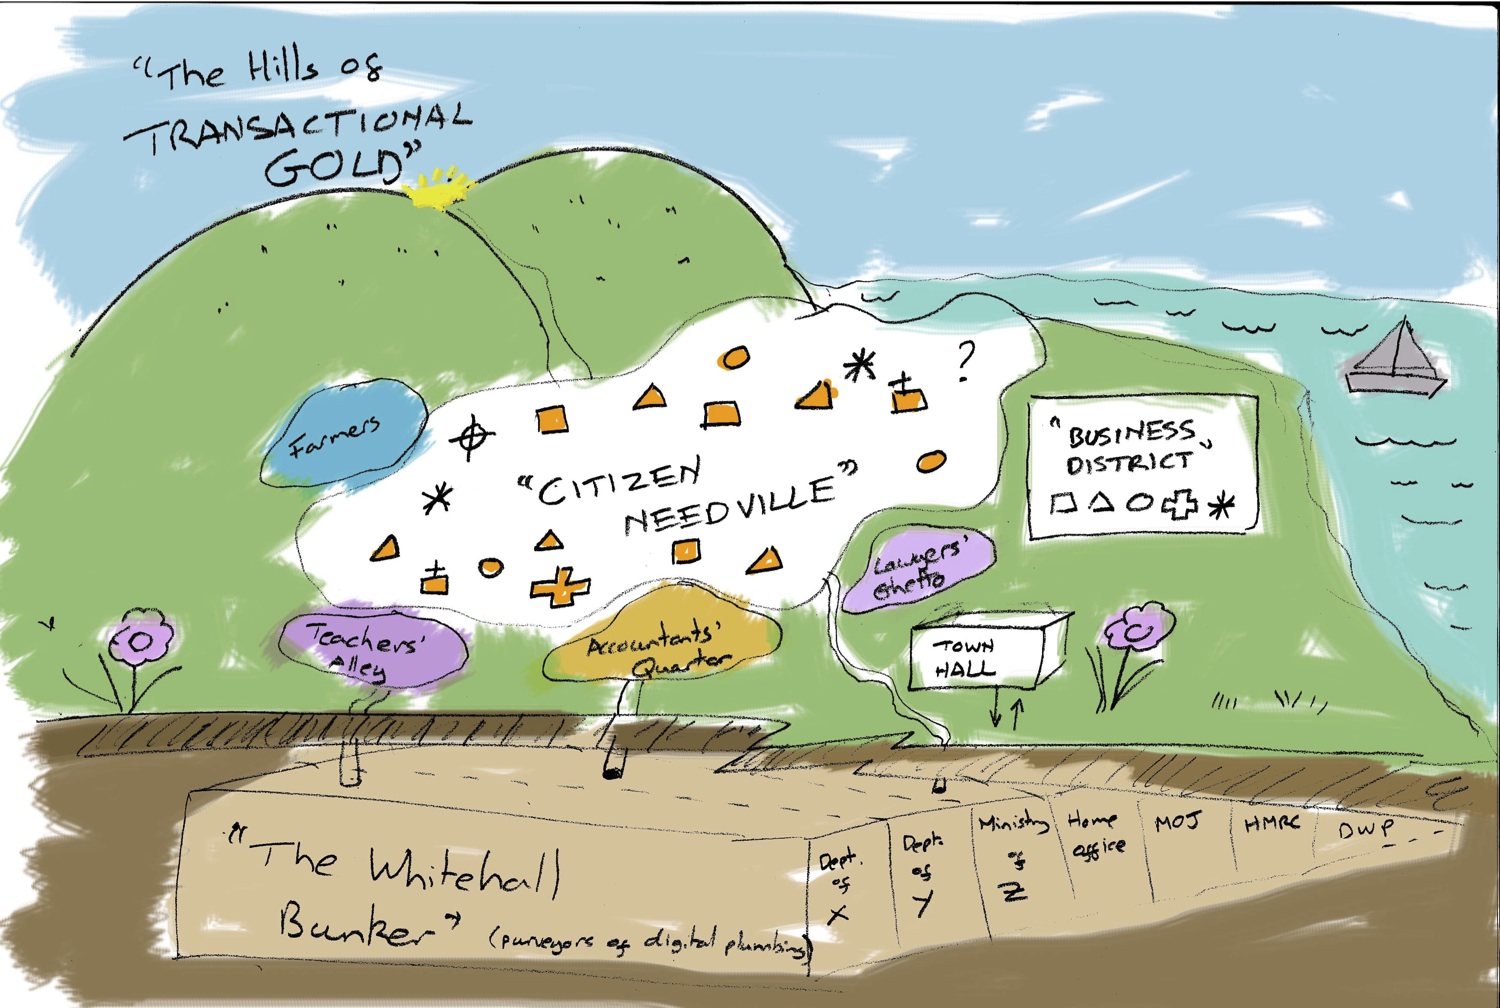 “The Hills of
TRANSACTIONAL
GOLD”
Farmers
?
“CITIZEN
NEEDVILLE”
“BUSINESS
DISTRICT”
Lawyers’
Ghetto
Teachers’
Alley
Accountants’
Quarter
TOWN
HALL
“The Whitehall
Bunker” (purveyors of digital plumbing)
Dept.
of
X
Dept.
of
Y
Ministry
of
Z
Home
office
MOJ
HMRC
DWP